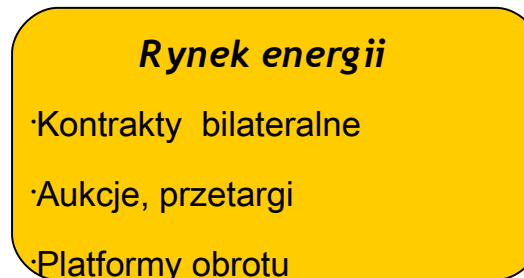 Rynek energii
·Kontrakty bilateralne
·Aukcje, przetargi
·Platformy obrotu